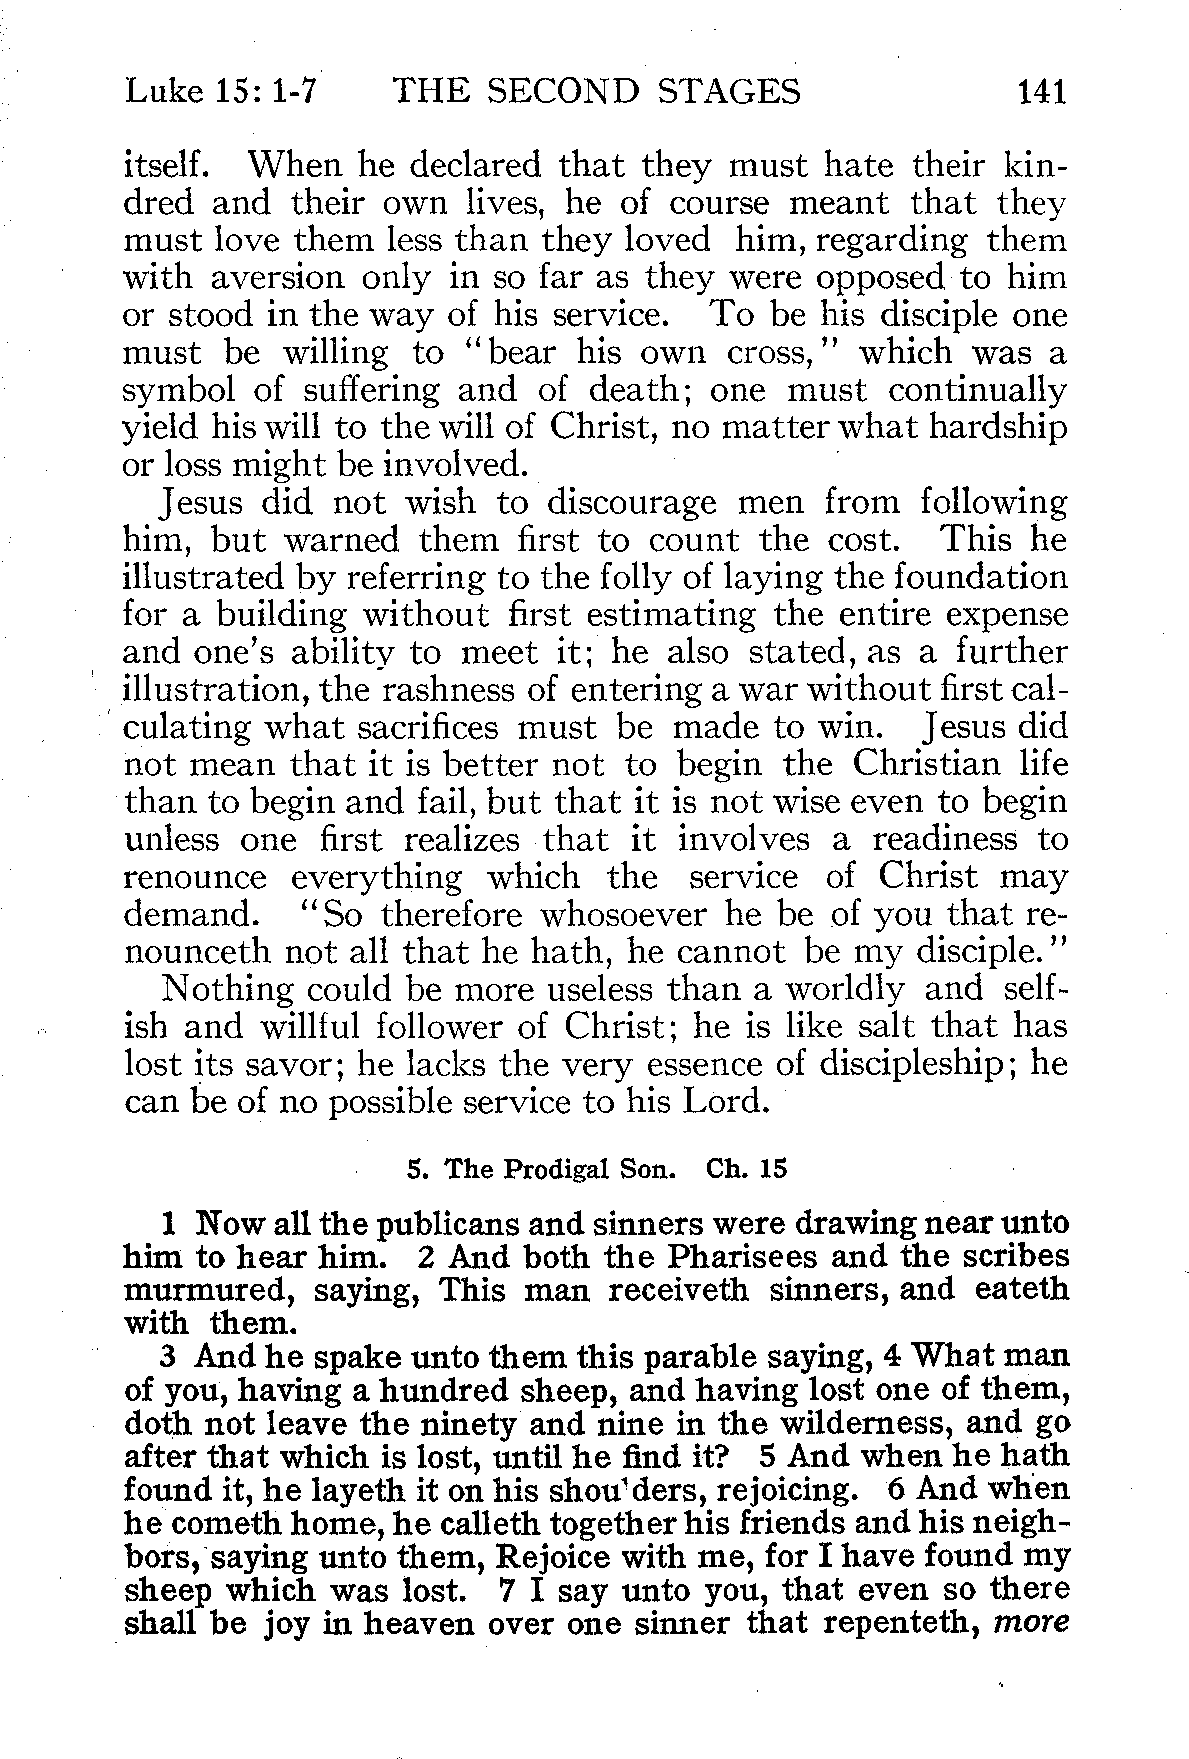 Luke 15: 1-7 THE SECOND STAGES 141
itself. When he declared that they must hate their kin-
dred and their own lives, he of course meant that they
must love them less than they loved him, regarding them
with aversion only in so far as they were opposed to him
or stood in the way of his service. To be his disciple one
must be willing to “bear his own cross,” which was a
symbol of suffering and of death; one must continually
yield his will to the will of Christ, no matter what hardship
or loss might be involved.
Jesus did not wish to discourage men from following
him, but warned them first to count the cost. This he
illustrated by referring to the folly of laying the foundation
for a building without first estimating the entire expense
and one's ability to meet it; he also stated, as a further
illustration, the rashness of entering a war without first cal-
culating what sacrifices must be made to win. Jesus did
not mean that it is better not to begin the Christian life
than to begin and fail, but that it is not wise even to begin
unless one first realizes that it involves a readiness to
renounce everything which the service of Christ may
demand. “So therefore whosoever he be of you that re-
nounceth not all that he hath, he cannot be my disciple.”
Nothing could be more useless than a worldly and self-
ish and willful follower of Christ; he is like salt that has
lost its savor; he lacks the very essence of discipleship; he
can be of no possible service to his Lord.
5. The Prodigal Son. Ch. 15
1 Now all the publicans and sinners were drawing near unto
him to hear him. 2 And both the Pharisees and the scribes
murmured, saying, This man receiveth sinners, and eateth
with them.
3 And he spake unto them this parable saying, 4 What man
of you, having a hundred sheep, and having lost one of them,
doth not leave the ninety and nine in the wilderness, and go
after that which is lost, until he find it? 5 And when he hath
found it, he layeth it on his shou'ders, rejoicing. 6 And when
he cometh home, he calleth together his friends and his neigh-
bors, saying unto them, Rejoice with me, for I have found my
sheep which was lost. 7 I say unto you, that even so there
shall be joy in heaven over one sinner that repenteth, more